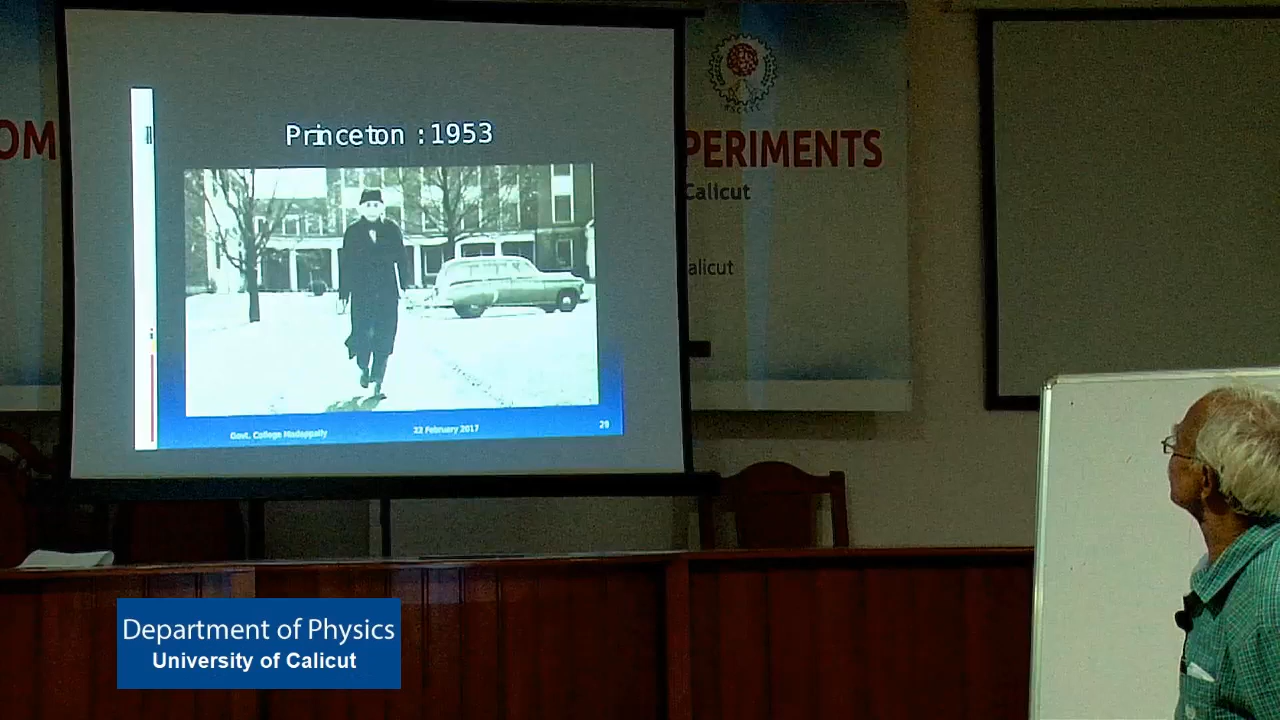 Princeton : 1953
OM
PERIMENTS
Calicut
alicut
Govt. College Madappally
22 February 2017
29
Department of Physics
University of Calicut